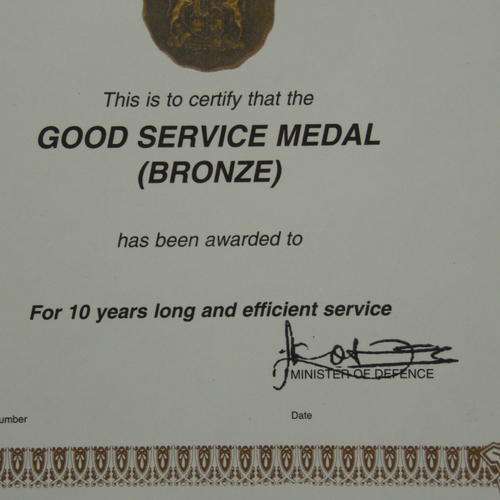 This is to certify that the
GOOD SERVICE MEDAL
(BRONZE)
has been awarded to
For 10 years long and efficient service
MINISTER OF DEFENCE
umber
Date